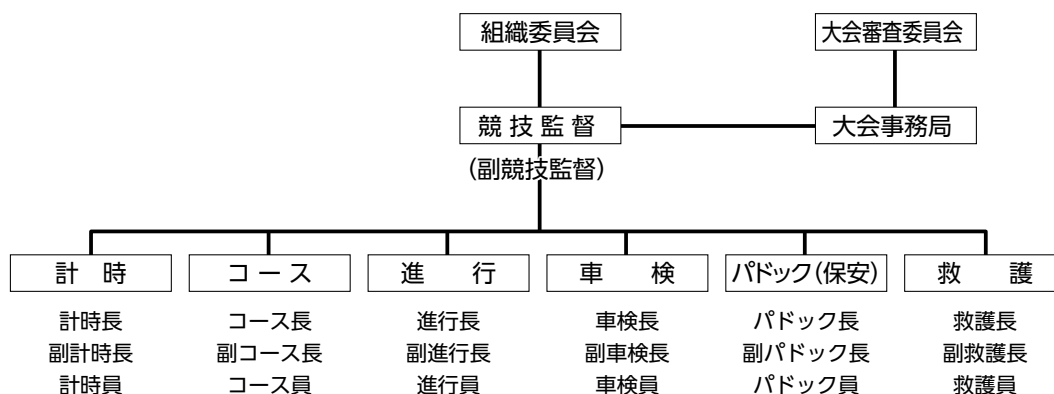 組織委員会
大会審査委員会
競技監督
大会事務局
(副競技監督)
計時
コース
進行
車検
パドック(保安)
救護
計時長
副計時長
計時員
コース長
副コース長
コース員
進行長
副進行長
進行員
車検長
副車検長
車検員
パドック長
副パドック長
パドック員
救護長
副救護長
救護員